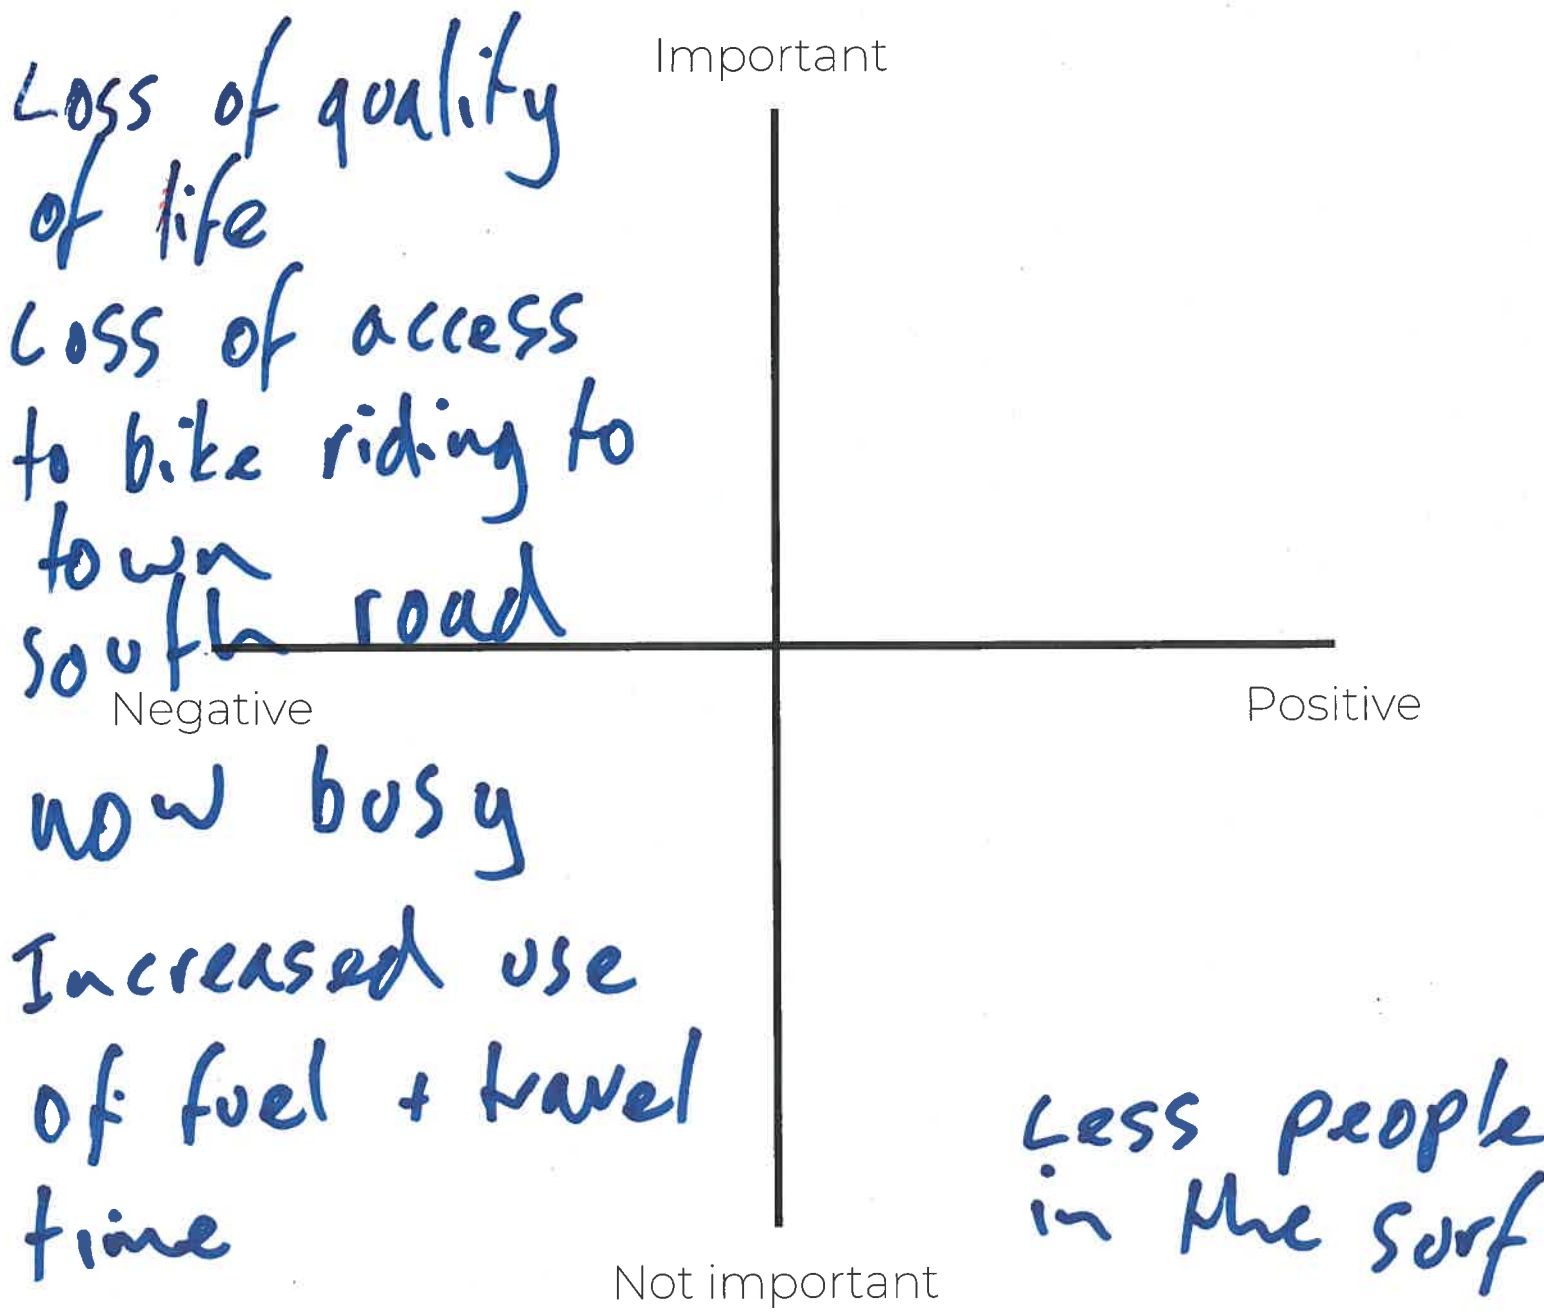 Important
Loss of quality
of life
Loss of access
to bike riding to
town
south road
Negative
Positive
now busy
Increased use
of fuel + travel
time
Less people
in the surf
Not important